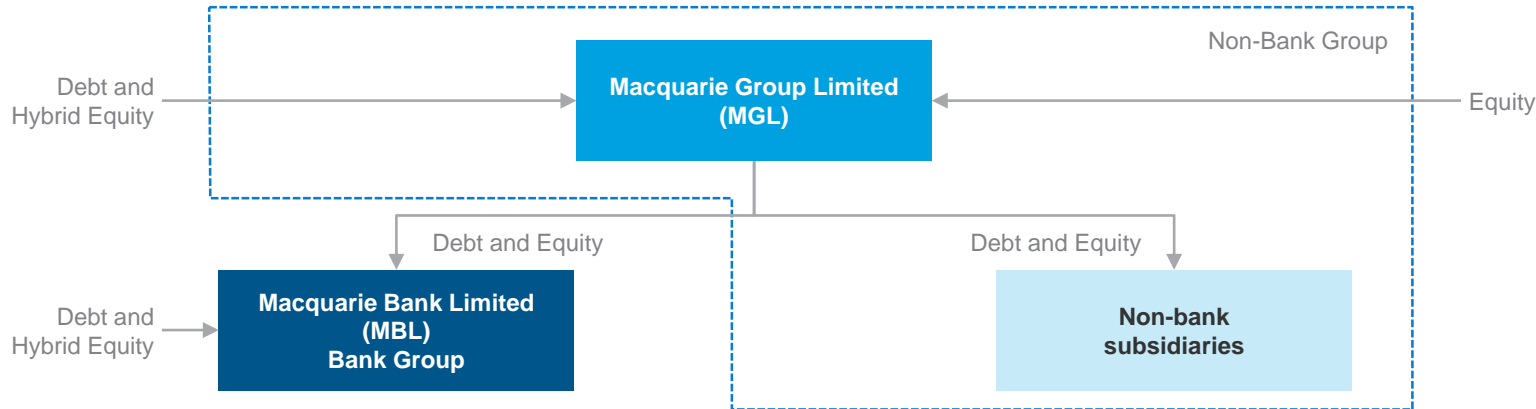 Non-Bank Group
Debt and
Hybrid Equity
Macquarie Group Limited
(MGL)
Equity
Debt and Equity
Debt and Equity
Debt and
Hybrid Equity
Macquarie Bank Limited
(MBL)
Bank Group
Non-bank
subsidiaries